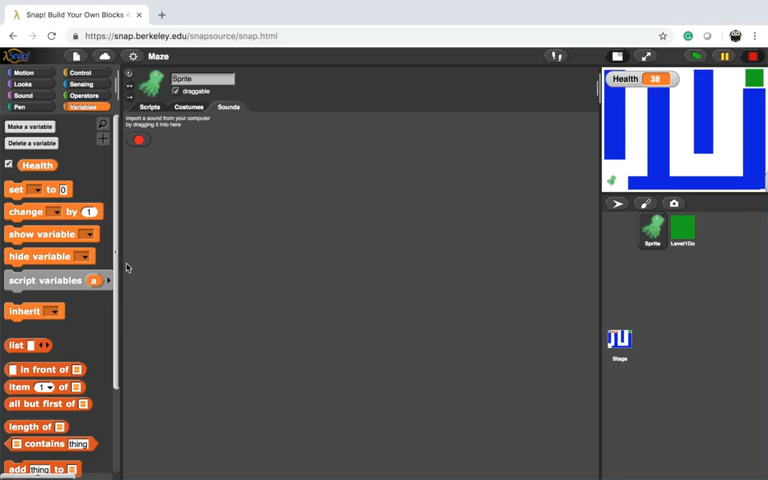 Snap! Build Your Own Blocks 4
https://snap.berkeley.edu/snapsource/snap.html
Snap! Maze
Motion Control
Looks Sensing
Sound Operators
Pen Variables
Make a variable
Delete a variable
Health
set to 0
change by 1
show variable
hide variable
script variables a
inherit
list
in front of
item 1 of
all but first of
length of
contains thing
add thing to
Sprite
draggable
Scripts Costumes Sounds
import a sound from your computer
by dragging it into here
Health 38
Sprite Level1Do
Stage